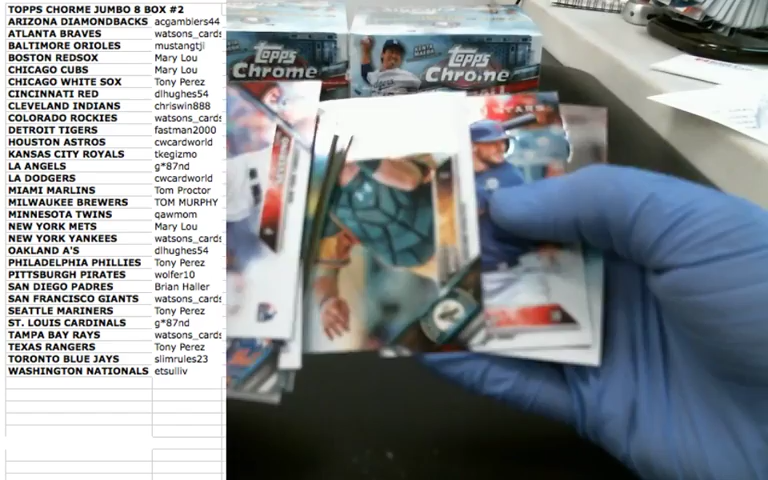 TOPPS CHORME JUMBO 8 BOX #2
ARIZONA DIAMONDBACKS acgamblers44
ATLANTA BRAVES watsons_cards
BALTIMORE ORIOLES mustangtji
BOSTON REDSOX Mary Lou
CHICAGO CUBS Mary Lou
CHICAGO WHITE SOX Tony Perez
CINCINNATI RED dlhughes54
CLEVELAND INDIANS chriswin888
COLORADO ROCKIES watsons_cards
DETROIT TIGERS fastman2000
HOUSTON ASTROS cwcardworld
KANSAS CITY ROYALS tkegizmo
LA ANGELS g*87nd
LA DODGERS cwcardworld
MIAMI MARLINS Tom Proctor
MILWAUKEE BREWERS TOM MURPHY
MINNESOTA TWINS qawmom
NEW YORK METS Mary Lou
NEW YORK YANKEES watsons_cards
OAKLAND A'S dlhughes54
PHILADELPHIA PHILLIES Tony Perez
PITTSBURGH PIRATES wolfer10
SAN DIEGO PADRES Brian Haller
SAN FRANCISCO GIANTS watsons_cards
SEATTLE MARINERS Tony Perez
ST. LOUIS CARDINALS g*87nd
TAMPA BAY RAYS watsons_cards
TEXAS RANGERS Tony Perez
TORONTO BLUE JAYS slimrules23
WASHINGTON NATIONALS etsulliv
Topps Chrome
Topps Chrome